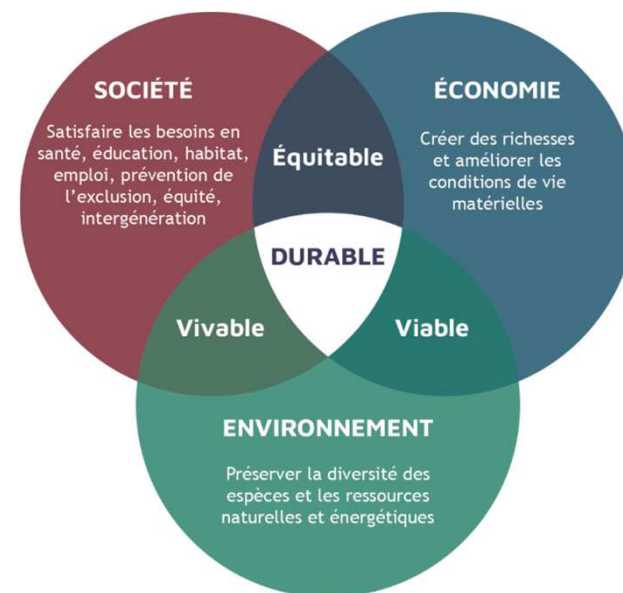 SOCIÉTÉ
Satisfaire les besoins en
santé, éducation, habitat,
emploi, prévention de
l'exclusion, équité,
intergénération
Équitable
ÉCONOMIE
Créer des richesses
et améliorer les
conditions de vie
matérielles
DURABLE
Vivable
Viable
ENVIRONNEMENT
Préserver la diversité des
espèces et les ressources
naturelles et énergétiques